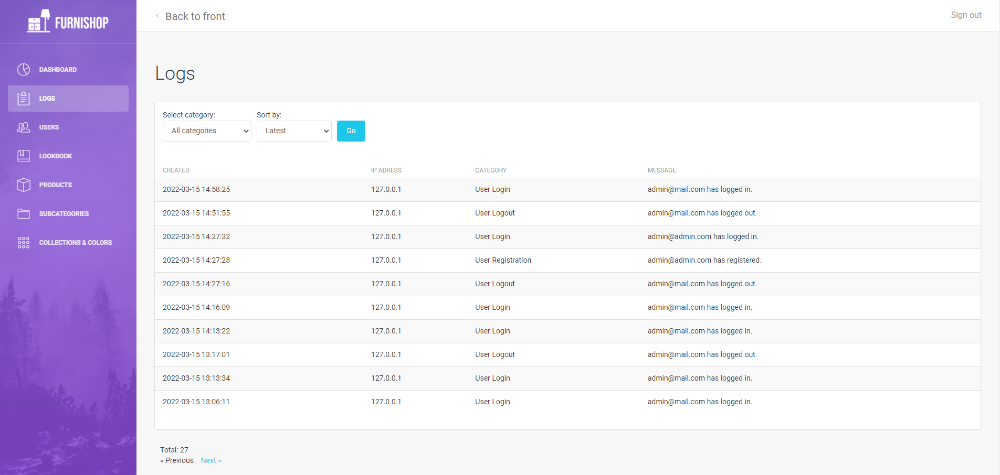 FURNISHOP
‹ Back to front
Sign out
DASHBOARD
LOGS
USERS
LOOKBOOK
PRODUCTS
SUBCATEGORIES
COLLECTIONS & COLORS
Logs
Select category: Sort by:
All categories Latest Go
CREATED IP ADRESS CATEGORY MESSAGE
2022-03-15 14:58:25 127.0.0.1 User Login admin@mail.com has logged in.
2022-03-15 14:51:55 127.0.0.1 User Logout admin@mail.com has logged out.
2022-03-15 14:27:32 127.0.0.1 User Login admin@admin.com has logged in.
2022-03-15 14:27:28 127.0.0.1 User Registration admin@admin.com has registered.
2022-03-15 14:27:16 127.0.0.1 User Logout admin@mail.com has logged out.
2022-03-15 14:16:09 127.0.0.1 User Login admin@mail.com has logged in.
2022-03-15 14:13:22 127.0.0.1 User Login admin@mail.com has logged in.
2022-03-15 13:17:01 127.0.0.1 User Logout admin@mail.com has logged out.
2022-03-15 13:13:34 127.0.0.1 User Login admin@mail.com has logged in.
2022-03-15 13:06:11 127.0.0.1 User Login admin@mail.com has logged in.
Total: 27
« Previous Next »